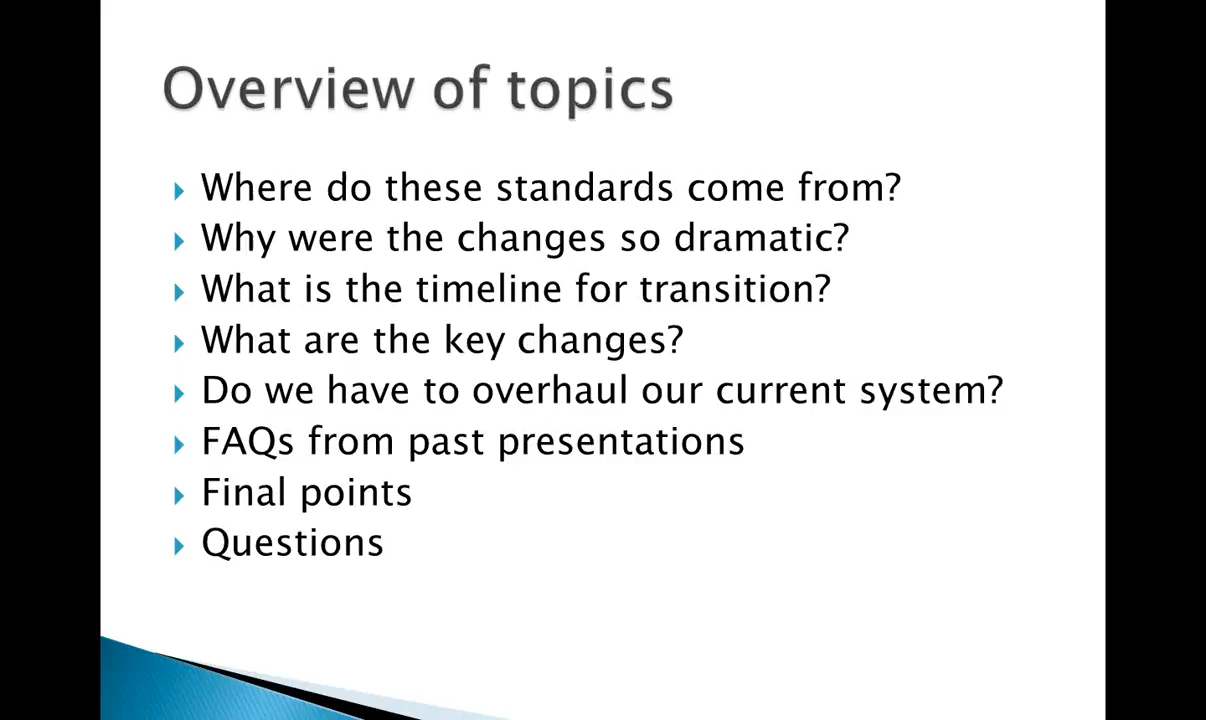 Overview of topics
Where do these standards come from?
Why were the changes so dramatic?
What is the timeline for transition?
What are the key changes?
Do we have to overhaul our current system?
FAQs from past presentations
Final points
Questions